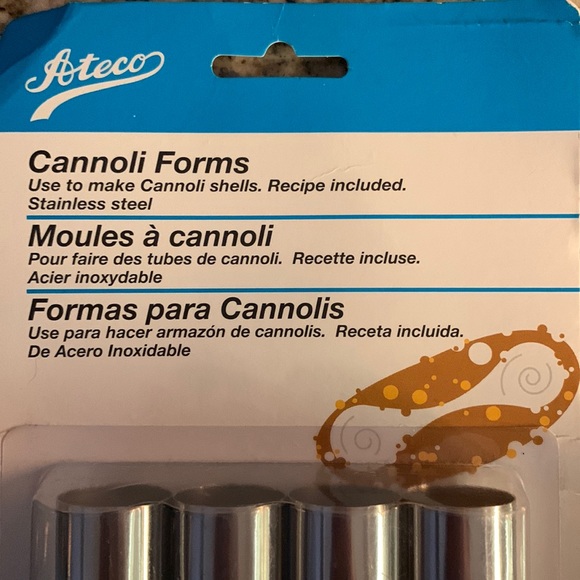 Ateco
Cannoli Forms
Use to make Cannoli shells. Recipe included.
Stainless steel
Moules à cannoli
Pour faire des tubes de cannoli. Recette incluse.
Acier inoxydable
Formas para Cannolis
Use para hacer armazón de cannolis. Receta incluida.
De Acero Inoxidable